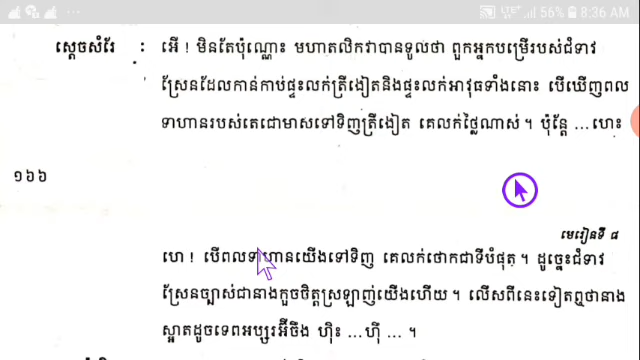 56% 8:36 AM
ស្ដេចសំរែ : អើ ! មិនតែប៉ុណ្ណោះ មហាតលិកវាបានទូលថា ពួកអ្នកបម្រើរបស់ជំទាវ
ស្រែនដែលកាន់កាប់ផ្ទះលក់ត្រីងៀតនិងផ្ទះលក់អាវុធទាំងនោះ បើឃើញពល
ទាហានរបស់តេជោមាសទៅទិញត្រីងៀត គេលក់ថ្លៃណាស់ ។ ប៉ុន្តែ ...ហេះ
១៦៦
មេរៀនទី ៨
ហេ ! បើពលទាហានយើងទៅទិញ គេលក់ថោកជាទីបំផុត ។ ដូច្នេះជំទាវ
ស្រែនច្បាស់ជានាងកួចចិត្តស្រឡាញ់យើងហើយ ។ លើសពីនេះទៀតឮថានាង
ស្អាតដូចទេពអប្សរអ៊ីចឹង ហ៊ិះ ...ហ៊ី ... ។